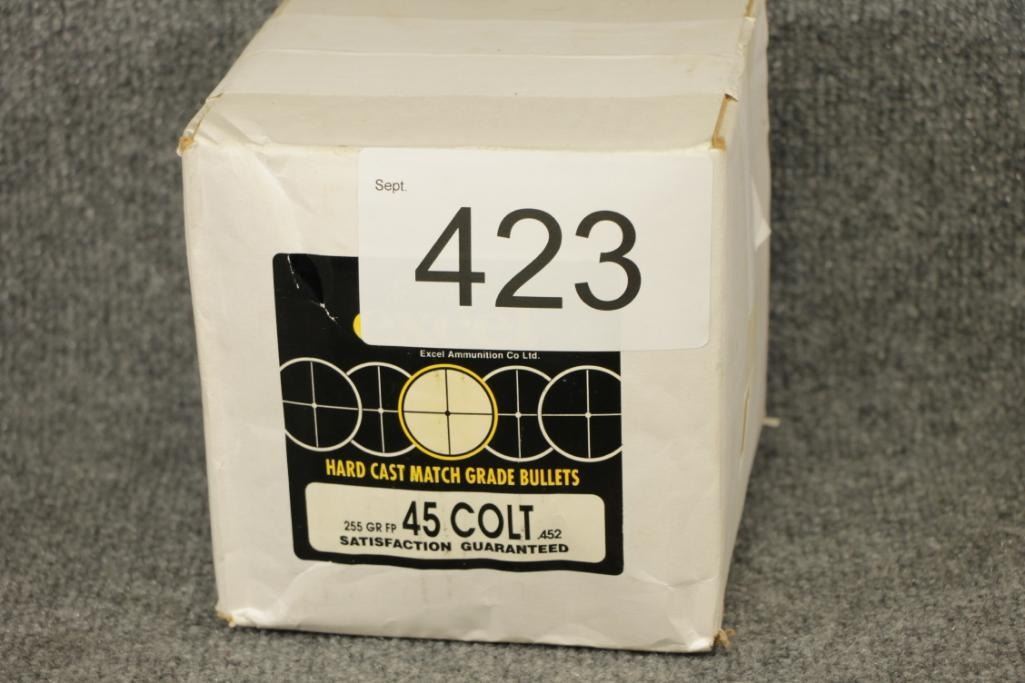 Sept.
423
Excel Ammunition Co Ltd.
HARD CAST MATCH GRADE BULLETS
255 GR FP 45 COLT .452
SATISFACTION GUARANTEED